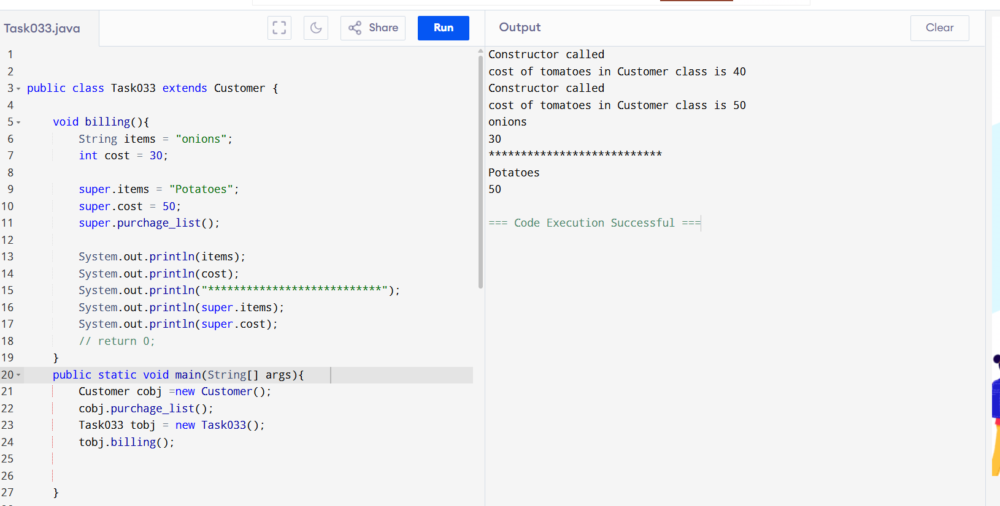 Task033.java
Share
Run
1
2
3 public class Task033 extends Customer {
4
5 void billing(){
6 String items = "onions";
7 int cost = 30;
8
9 super.items = "Potatoes";
10 super.cost = 50;
11 super.purchage_list();
12
13 System.out.println(items);
14 System.out.println(cost);
15 System.out.println("***************************");
16 System.out.println(super.items);
17 System.out.println(super.cost);
18 // return 0;
19 }
20 public static void main(String[] args){
21 Customer cobj =new Customer();
22 cobj.purchage_list();
23 Task033 tobj = new Task033();
24 tobj.billing();
25
26
27 }
Output
Clear
Constructor called
cost of tomatoes in Customer class is 40
Constructor called
cost of tomatoes in Customer class is 50
onions
30
***************************
Potatoes
50
=== Code Execution Successful ===